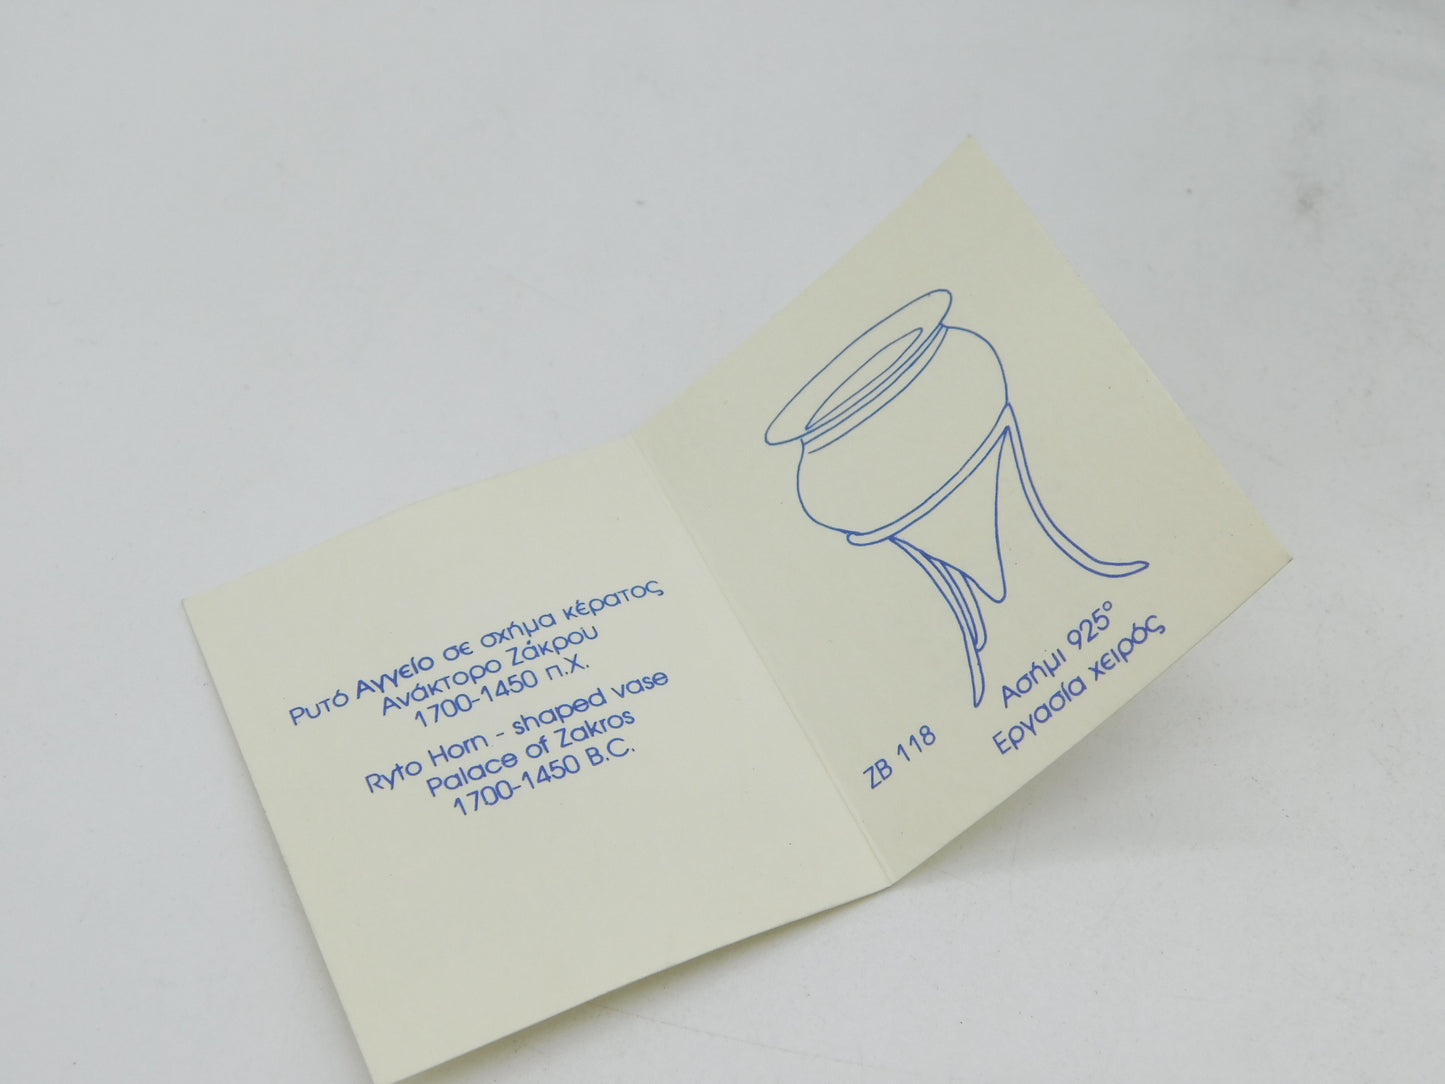 Ρυτό Αγγείο σε σχήμα κέρατος
Ανάκτορο Ζάκρου
1700-1450 π.Χ.
Ryto Horn - shaped vase
Palace of Zakros
1700-1450 B.C.
ZB 118
Ασήμι 925°
Εργασία χειρός